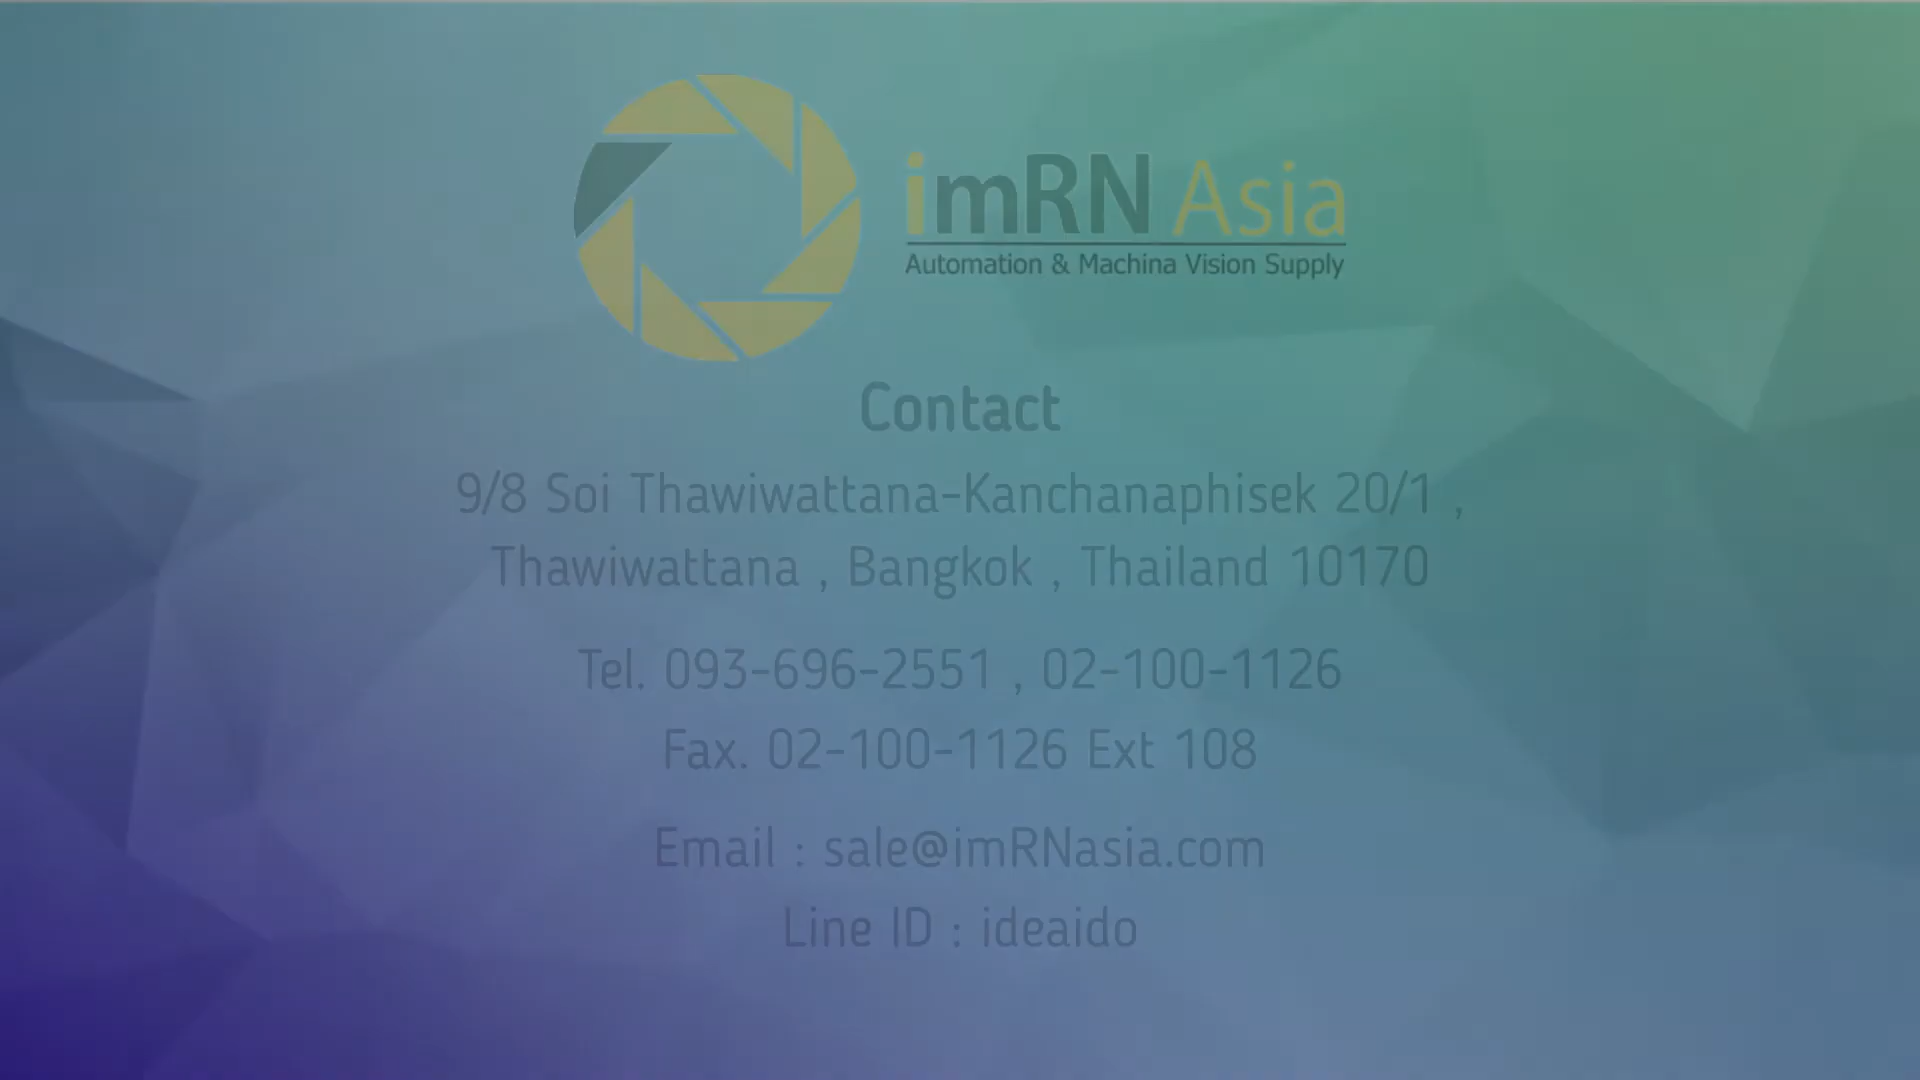 imRN Asia
Automation & Machina Vision Supply
Contact
9/8 Soi Thawiwattana-Kanchanaphisek 20/1 ,
Thawiwattana , Bangkok , Thailand 10170
Tel. 093-696-2551 , 02-100-1126
Fax. 02-100-1126 Ext 108
Email : sale@imRNasia.com
Line ID : ideaido